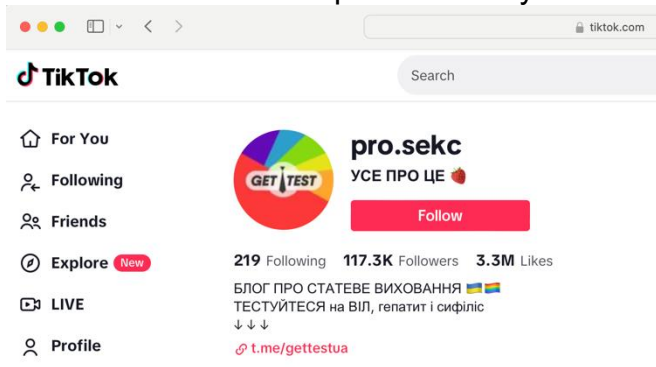 tiktok.com
TikTok
Search
For You
Following
Friends
Explore New
LIVE
Profile
GET TEST
pro.sekc
УСЕ ПРО ЦЕ 🍓
Follow
219 Following 117.3K Followers 3.3M Likes
БЛОГ ПРО СТАТЕВЕ ВИХОВАННЯ 🇺🇦🏳️‍🌈
ТЕСТУЙТЕСЯ на ВІЛ, гепатит і сифіліс
↓ ↓ ↓
t.me/gettestua